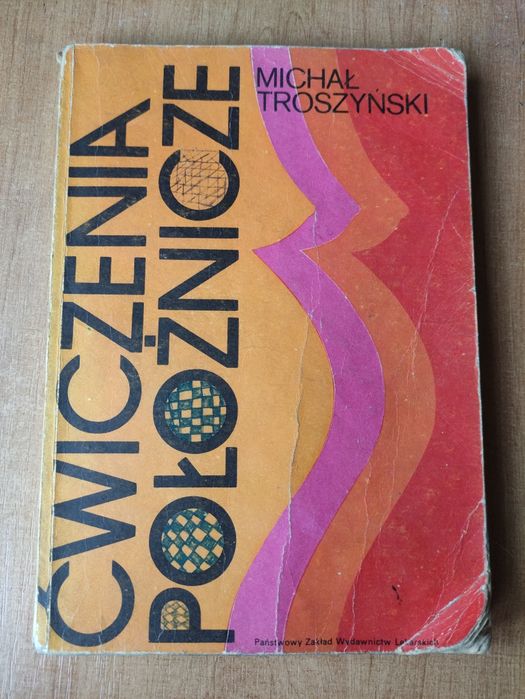 MICHAŁ
TROSZYŃSKI
ĆWICZENIA
POŁOŻNICZE
Państwowy Zakład Wydawnictw Lekarskich